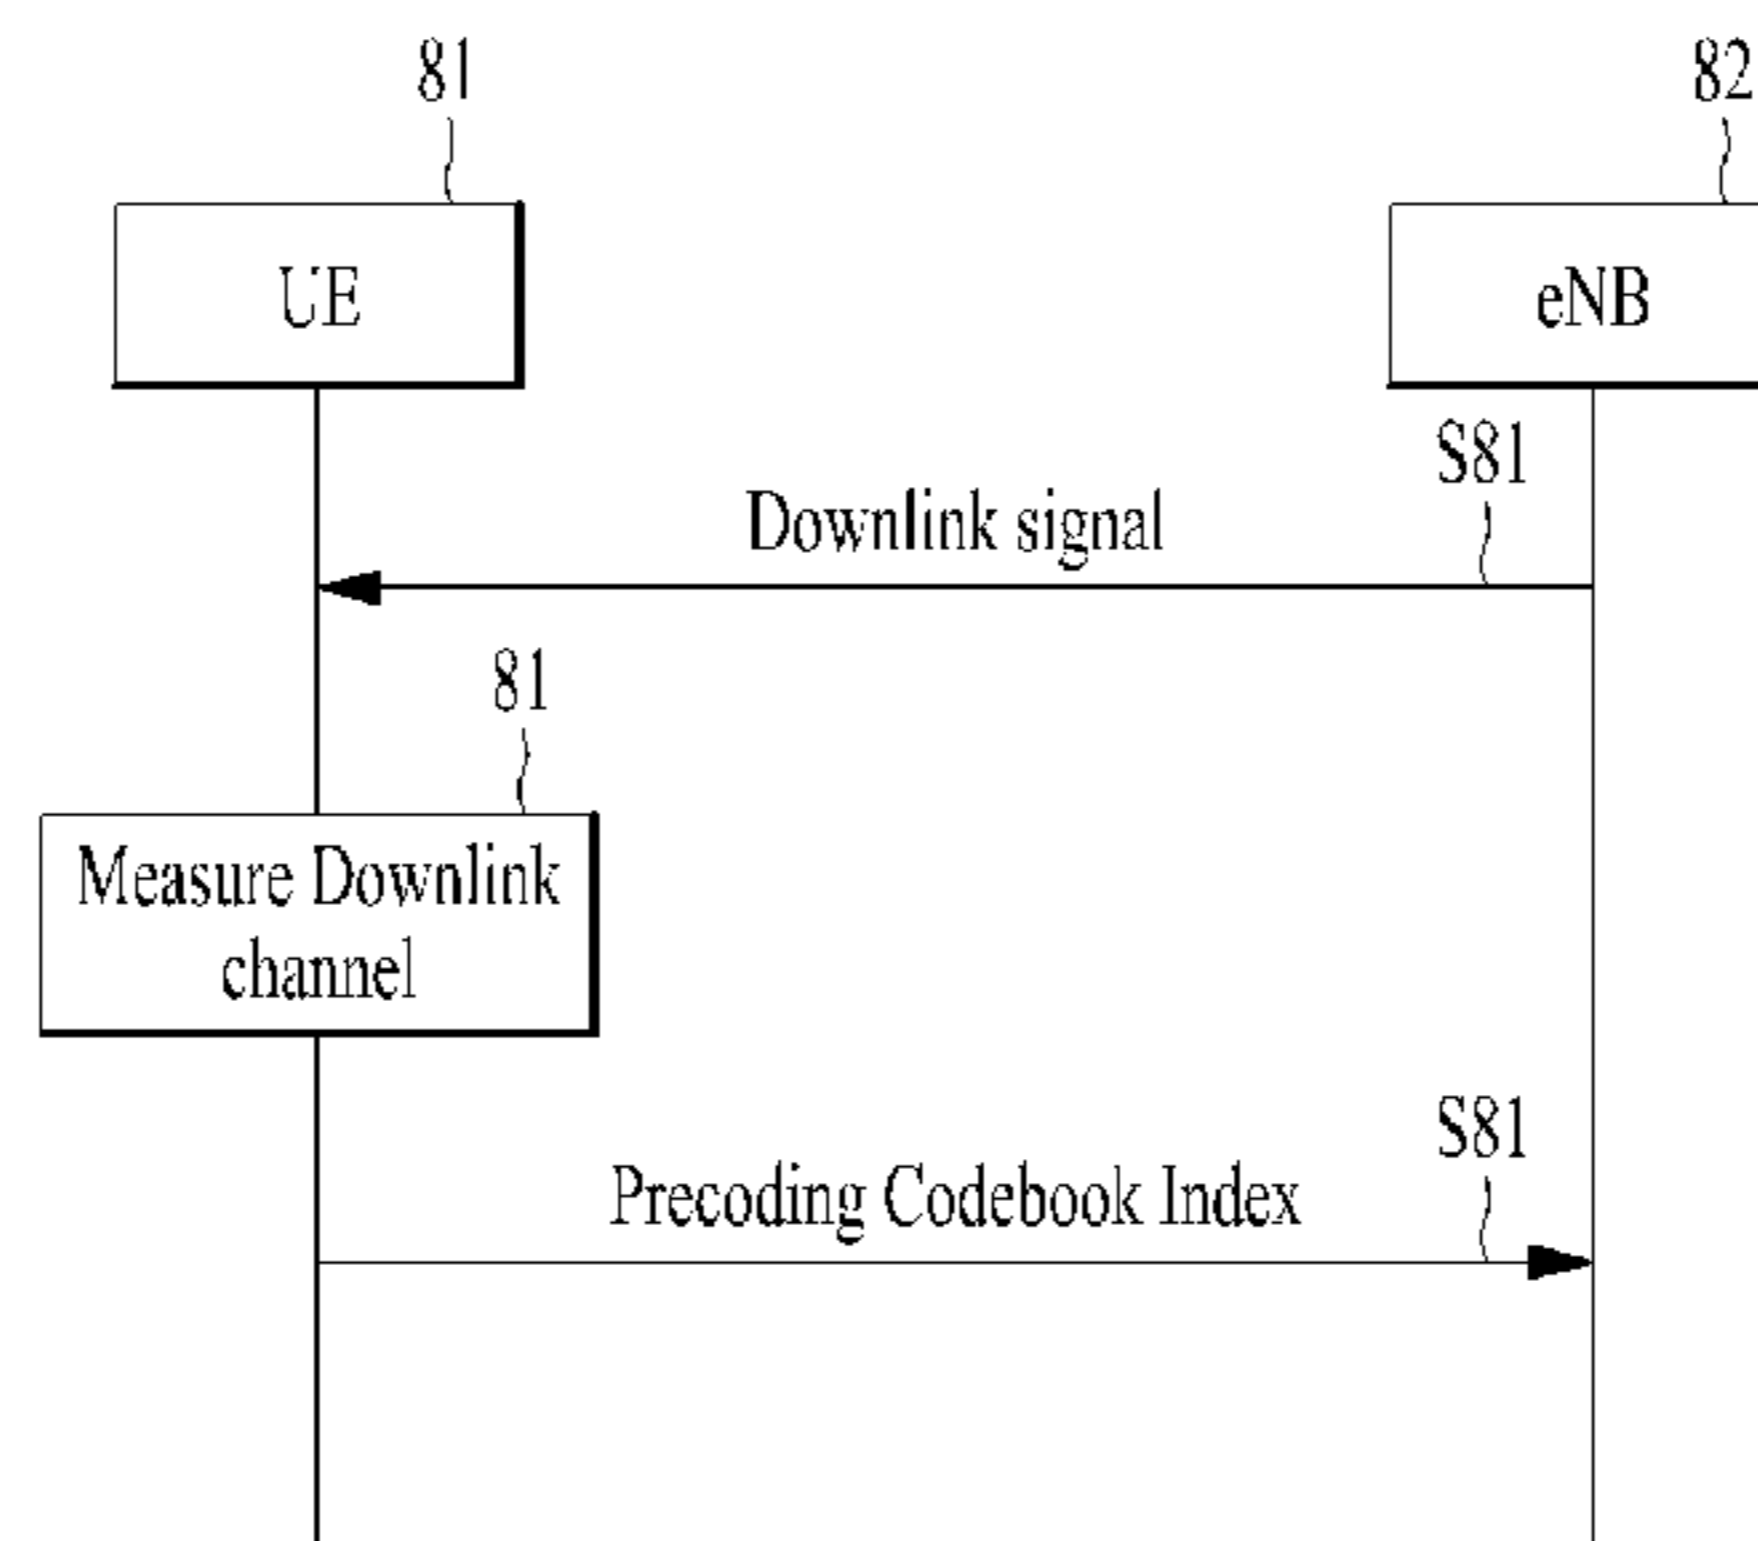 81
82
UE
eNB
S81
Downlink signal
81
Measure Downlink
channel
S81
Precoding Codebook Index